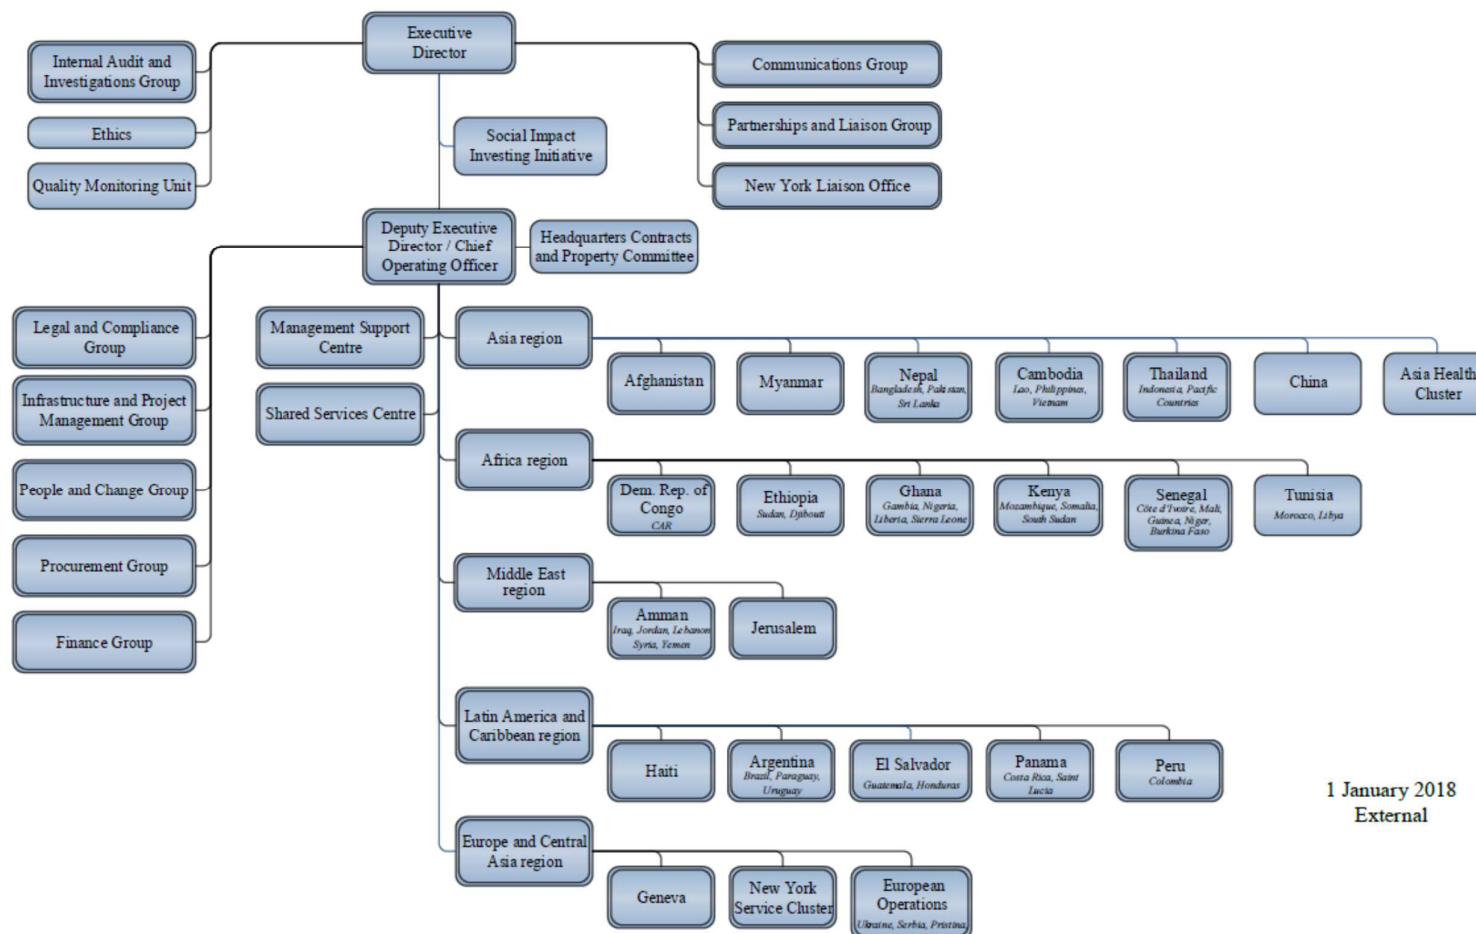 Executive
Director
Internal Audit and
Investigations Group
Ethics
Quality Monitoring Unit
Communications Group
Partnerships and Liaison Group
New York Liaison Office
Social Impact
Investing Initiative
Deputy Executive
Director / Chief
Operating Officer
Headquarters Contracts
and Property Committee
Legal and Compliance
Group
Infrastructure and Project
Management Group
People and Change Group
Procurement Group
Finance Group
Management Support
Centre
Shared Services Centre
Asia region
Afghanistan
Myanmar
Nepal
Bangladesh, Pakistan,
Sri Lanka
Cambodia
Lao, Philippines,
Vietnam
Thailand
Indonesia, Pacific
Countries
China
Asia Health
Cluster
Africa region
Dem. Rep. of
Congo
CAR
Ethiopia
Sudan, Djibouti
Ghana
Gambia, Nigeria,
Liberia, Sierra Leone
Kenya
Mozambique, Somalia,
South Sudan
Senegal
Côte d'Ivoire, Mali,
Guinea, Niger,
Burkina Faso
Tunisia
Morocco, Libya
Middle East
region
Amman
Iraq, Jordan, Lebanon
Syria, Yemen
Jerusalem
Latin America and
Caribbean region
Haiti
Argentina
Brazil, Paraguay,
Uruguay
El Salvador
Guatemala, Honduras
Panama
Costa Rica, Saint
Lucia
Peru
Colombia
Europe and Central
Asia region
Geneva
New York
Service Cluster
European
Operations
Ukraine, Serbia, Pristina,
1 January 2018
External